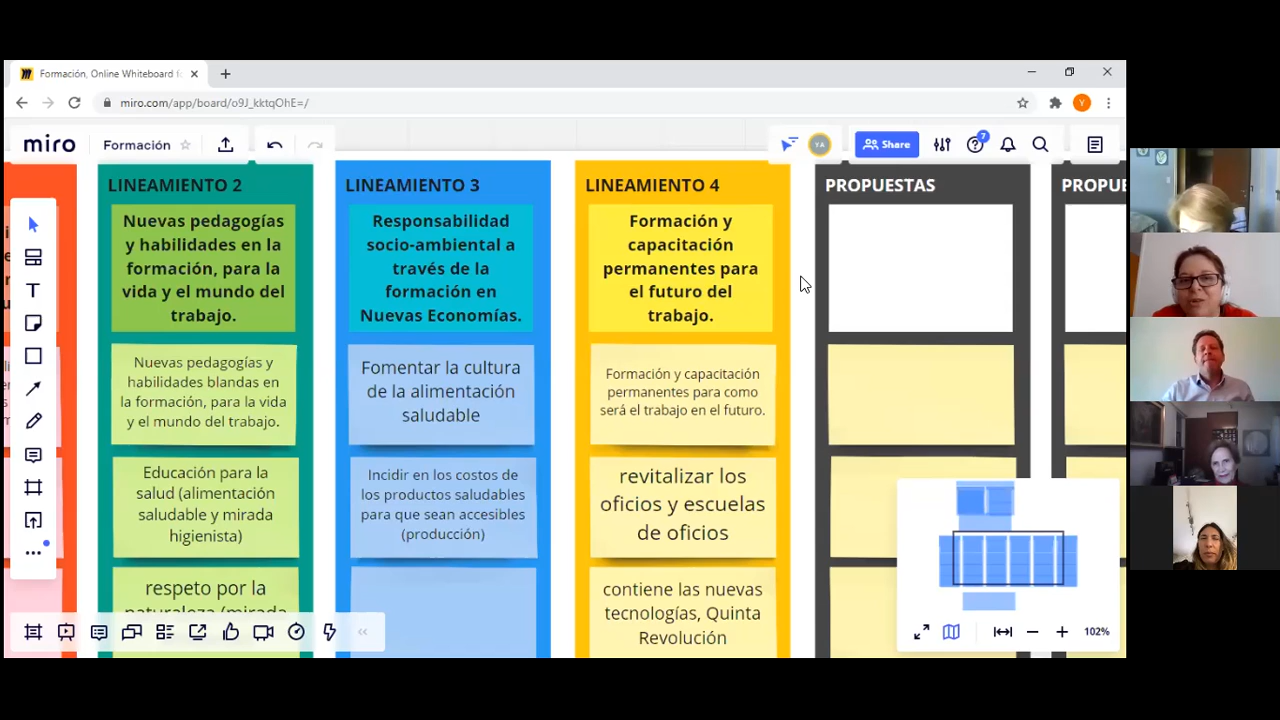 Formación, Online Whiteboard fo
miro.com/app/board/o9J_kktqOhE=/
miro
Formación
YA
Share
7
Y
LINEAMIENTO 2
Nuevas pedagogías
y habilidades en la
formación, para la
vida y el mundo del
trabajo.
Nuevas pedagogías y
habilidades blandas en
la formación, para la vida
y el mundo del trabajo.
Educación para la
salud (alimentación
saludable y mirada
higienista)
respeto por la
naturaleza (mirada
LINEAMIENTO 3
Responsabilidad
socio-ambiental a
través de la
formación en
Nuevas Economías.
Fomentar la cultura
de la alimentación
saludable
Incidir en los costos de
los productos saludables
para que sean accesibles
(producción)
LINEAMIENTO 4
Formación y
capacitación
permanentes para
el futuro del
trabajo.
Formación y capacitación
permanentes para como
será el trabajo en el futuro.
revitalizar los
oficios y escuelas
de oficios
contiene las nuevas
tecnologías, Quinta
Revolución
PROPUESTAS
PROPUE
102%